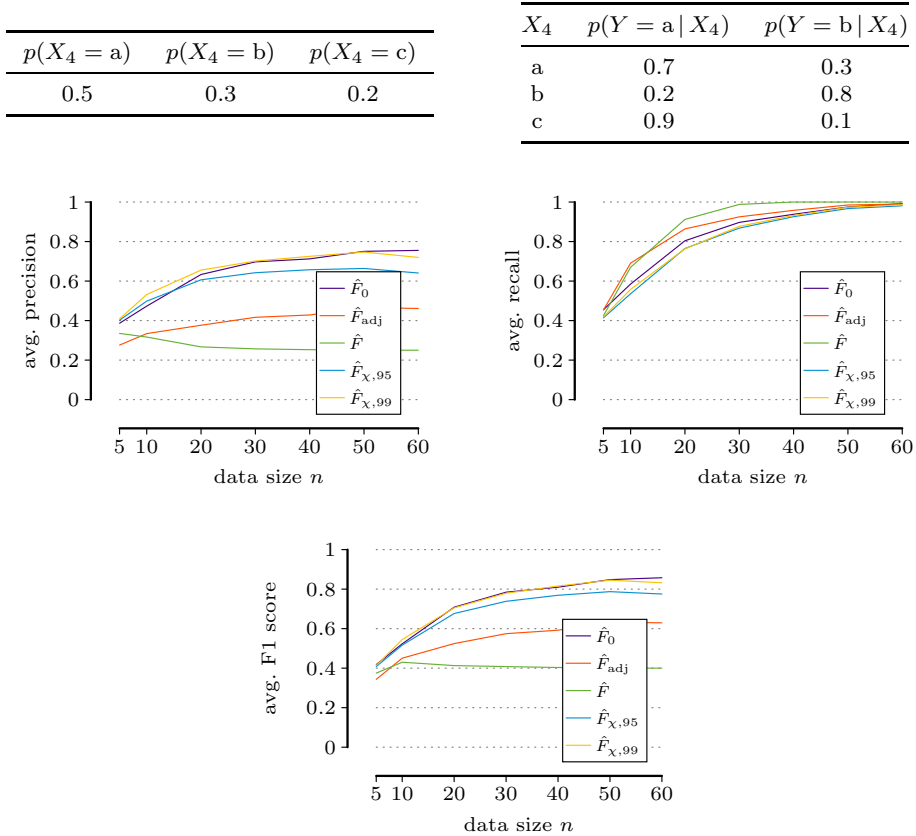 p(X₄ = a) p(X₄ = b) p(X₄ = c)
0.5 0.3 0.2
X₄ p(Y = a | X₄) p(Y = b | X₄)
a 0.7 0.3
b 0.2 0.8
c 0.9 0.1
avg. precision
1
0.8
0.6
0.4
0.2
0
F̂₀
F̂adj
F̂
F̂χ,95
F̂χ,99
5 10 20 30 40 50 60
data size n
avg. recall
1
0.8
0.6
0.4
0.2
0
F̂₀
F̂adj
F̂
F̂χ,95
F̂χ,99
5 10 20 30 40 50 60
data size n
avg. F1 score
1
0.8
0.6
0.4
0.2
0
F̂₀
F̂adj
F̂
F̂χ,95
F̂χ,99
5 10 20 30 40 50 60
data size n